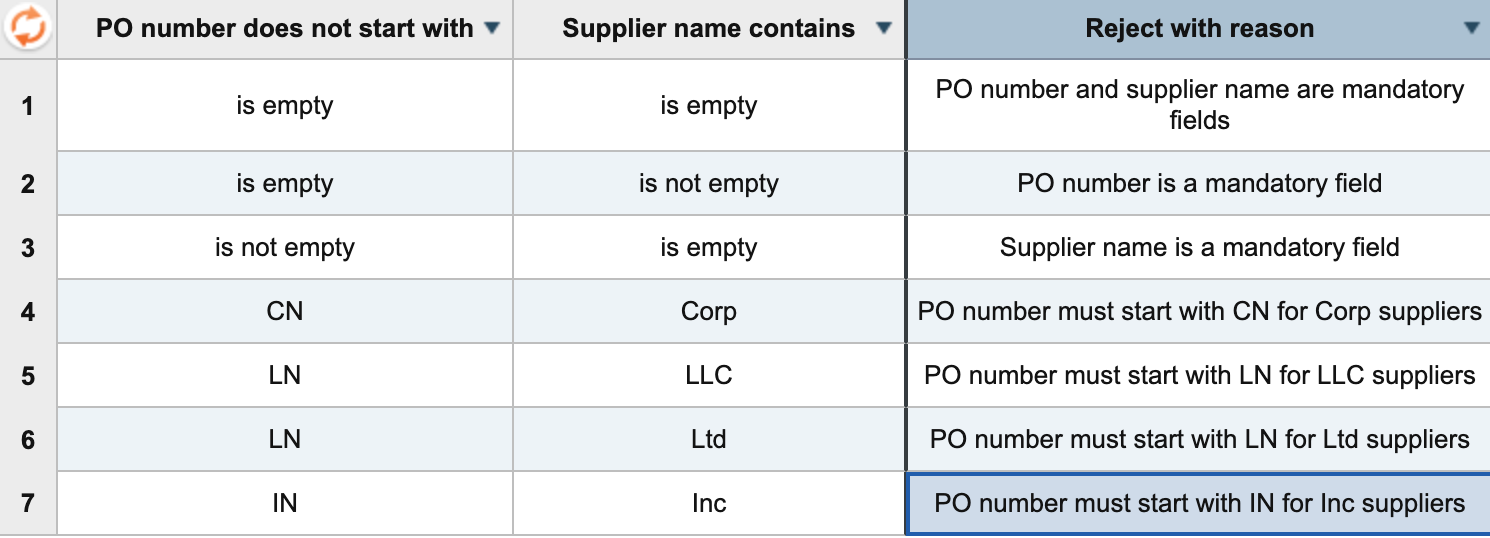 PO number does not start with Supplier name contains Reject with reason
1 is empty is empty PO number and supplier name are mandatory
fields
2 is empty is not empty PO number is a mandatory field
3 is not empty is empty Supplier name is a mandatory field
4 CN Corp PO number must start with CN for Corp suppliers
5 LN LLC PO number must start with LN for LLC suppliers
6 LN Ltd PO number must start with LN for Ltd suppliers
7 IN Inc PO number must start with IN for Inc suppliers